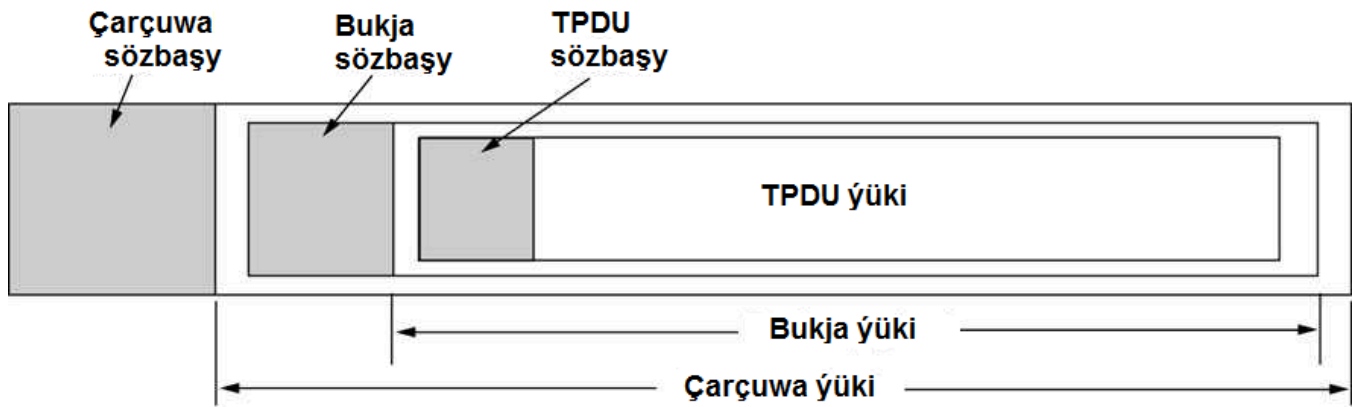 Çarçuwa
sözbaşy
Bukja
sözbaşy
TPDU
sözbaşy
TPDU ýüki
Bukja ýüki
Çarçuwa ýüki